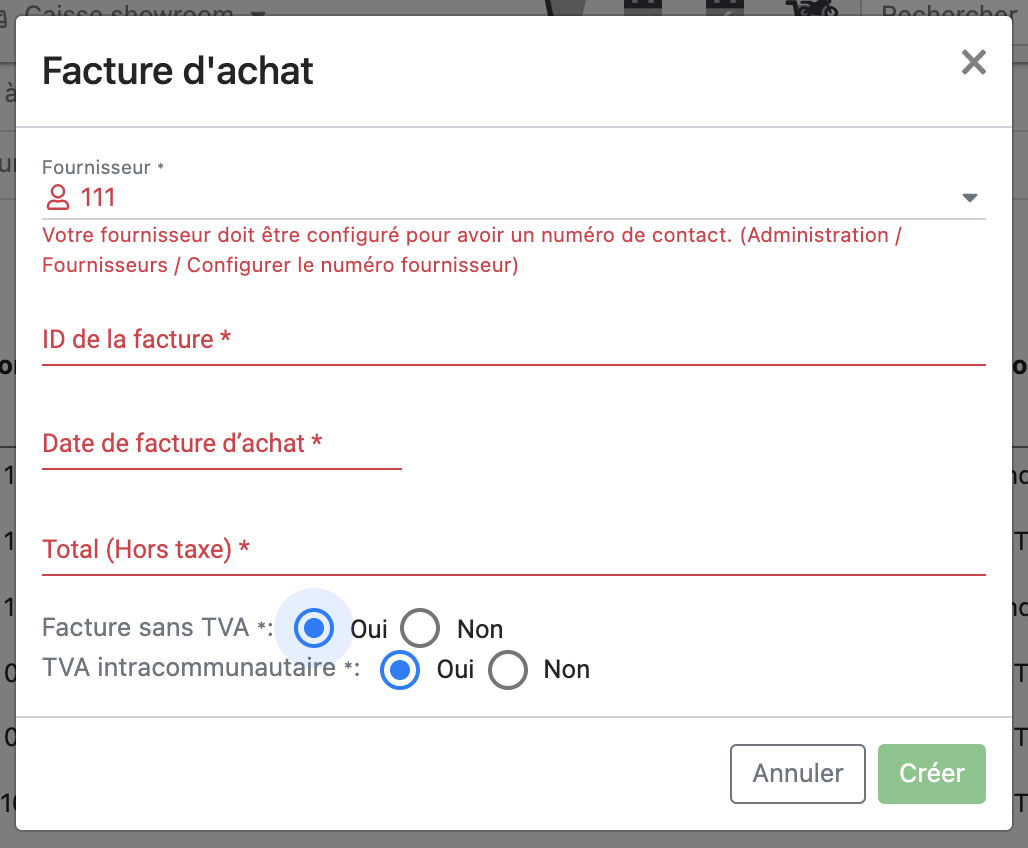 Caisse showroom
Rechercher
Facture d'achat
à
Fournisseur *
111
Votre fournisseur doit être configuré pour avoir un numéro de contact. (Administration /
Fournisseurs / Configurer le numéro fournisseur)
ID de la facture *
Date de facture d’achat *
Total (Hors taxe) *
Facture sans TVA *: Oui Non
TVA intracommunautaire *: Oui Non
Annuler Créer